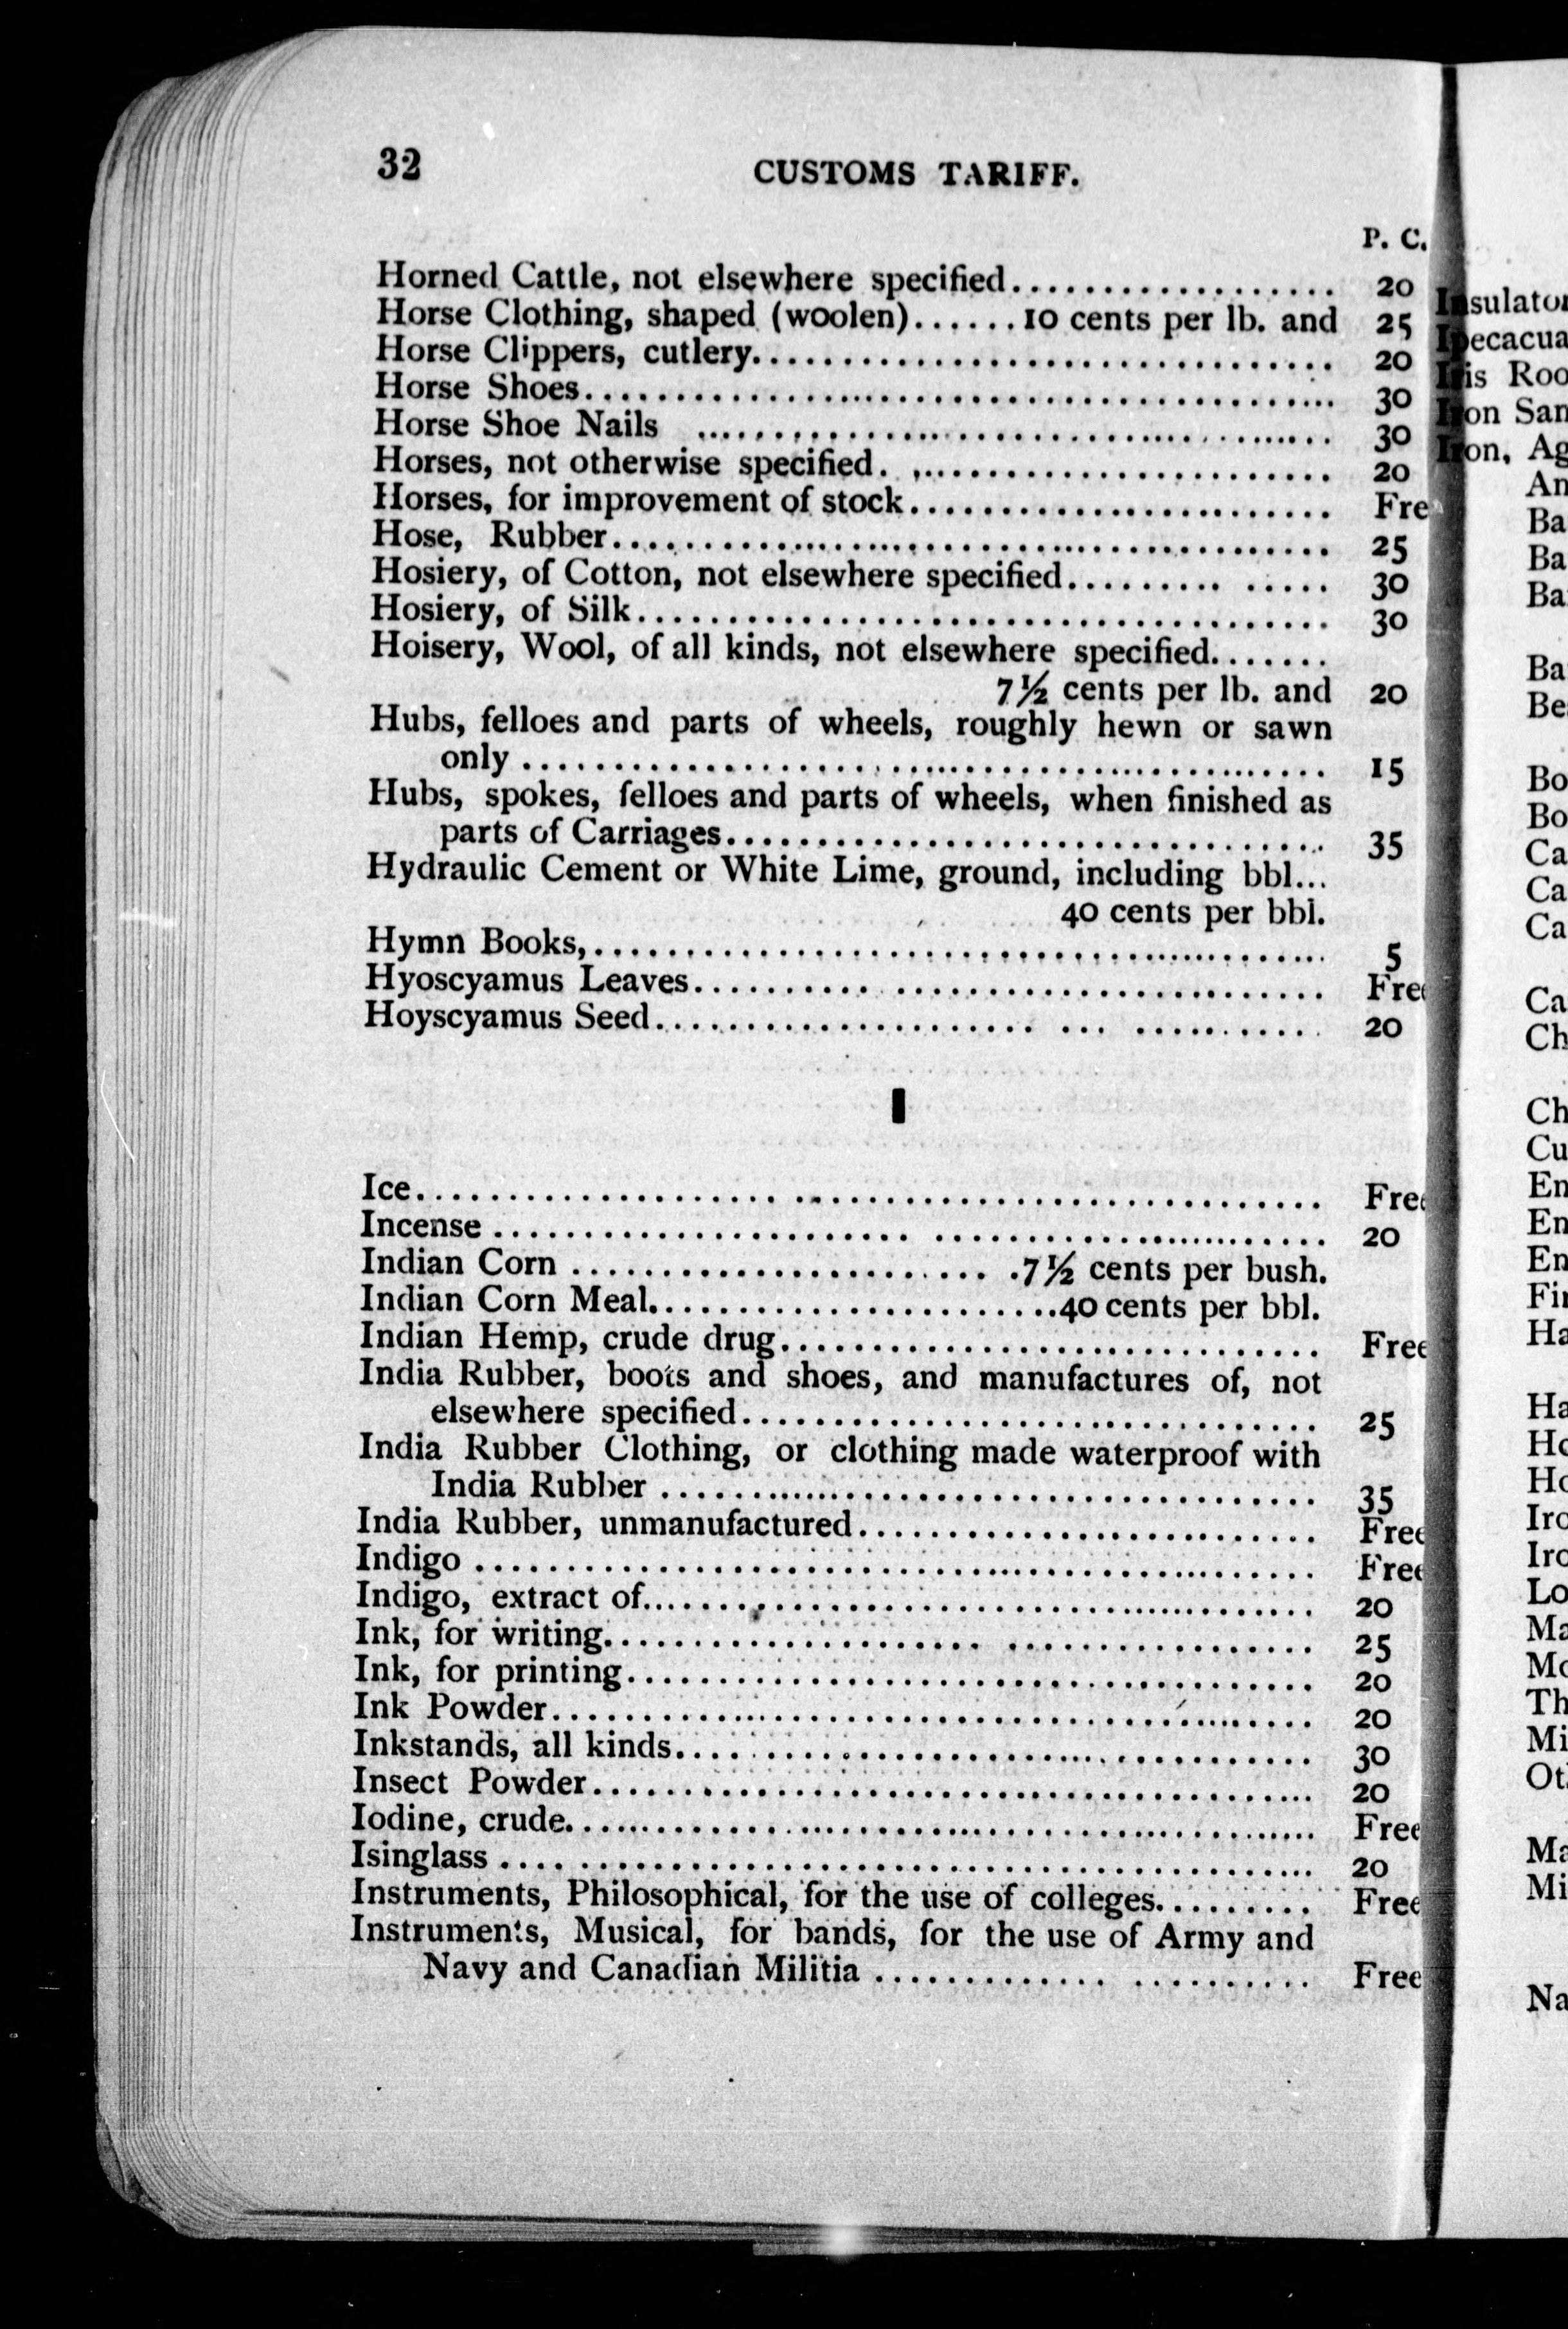 32 CUSTOMS TARIFF.
P. C.
Horned Cattle, not elsewhere specified.................. 20
Horse Clothing, shaped (woolen)......10 cents per lb. and 25
Horse Clippers, cutlery................................ 20
Horse Shoes.......................................... 30
Horse Shoe Nails ..................................... 30
Horses, not otherwise specified. ........................ 20
Horses, for improvement of stock........................ Fre
Hose, Rubber........................................ 25
Hosiery, of Cotton, not elsewhere specified......... ..... 30
Hosiery, of Silk....................................... 30
Hoisery, Wool, of all kinds, not elsewhere specified.......
7½ cents per lb. and 20
Hubs, felloes and parts of wheels, roughly hewn or sawn
only ............................................. 15
Hubs, spokes, felloes and parts of wheels, when finished as
parts of Carriages.................................. 35
Hydraulic Cement or White Lime, ground, including bbl...
40 cents per bbl.
Hymn Books,......................................... 5
Hyoscyamus Leaves.......... ........................ Free
Hoyscyamus Seed..................... ... ........... 20
I
Ice.................................................. Free
Incense ....................... ...................... 20
Indian Corn ....................... .7½ cents per bush.
Indian Corn Meal.......................40 cents per bbl.
Indian Hemp, crude drug.............................. Free
India Rubber, boots and shoes, and manufactures of, not
elsewhere specified................................ 25
India Rubber Clothing, or clothing made waterproof with
India Rubber ..................................... 35
India Rubber, unmanufactured.......................... Free
Indigo .............................................. Free
Indigo, extract of..................................... 20
Ink, for writing..................... ................. 25
Ink, for printing...................................... 20
Ink Powder.......................................... 20
Inkstands, all kinds................................... 30
Insect Powder........................................ 20
Iodine, crude......................................... Free
Isinglass .... ........................................ 20
Instruments, Philosophical, for the use of colleges......... Free
Instruments, Musical, for bands, for the use of Army and
Navy and Canadian Militia ............. .......... Free